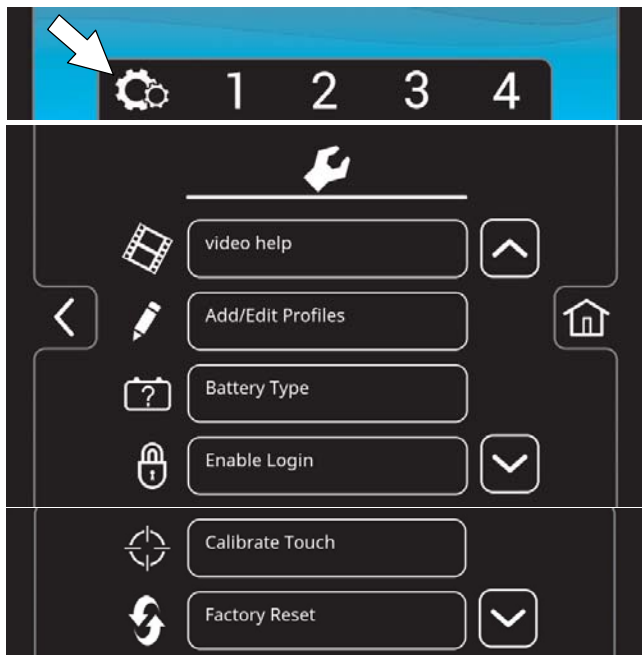 1 2 3 4
video help
Add/Edit Profiles
?
Battery Type
Enable Login
Calibrate Touch
Factory Reset